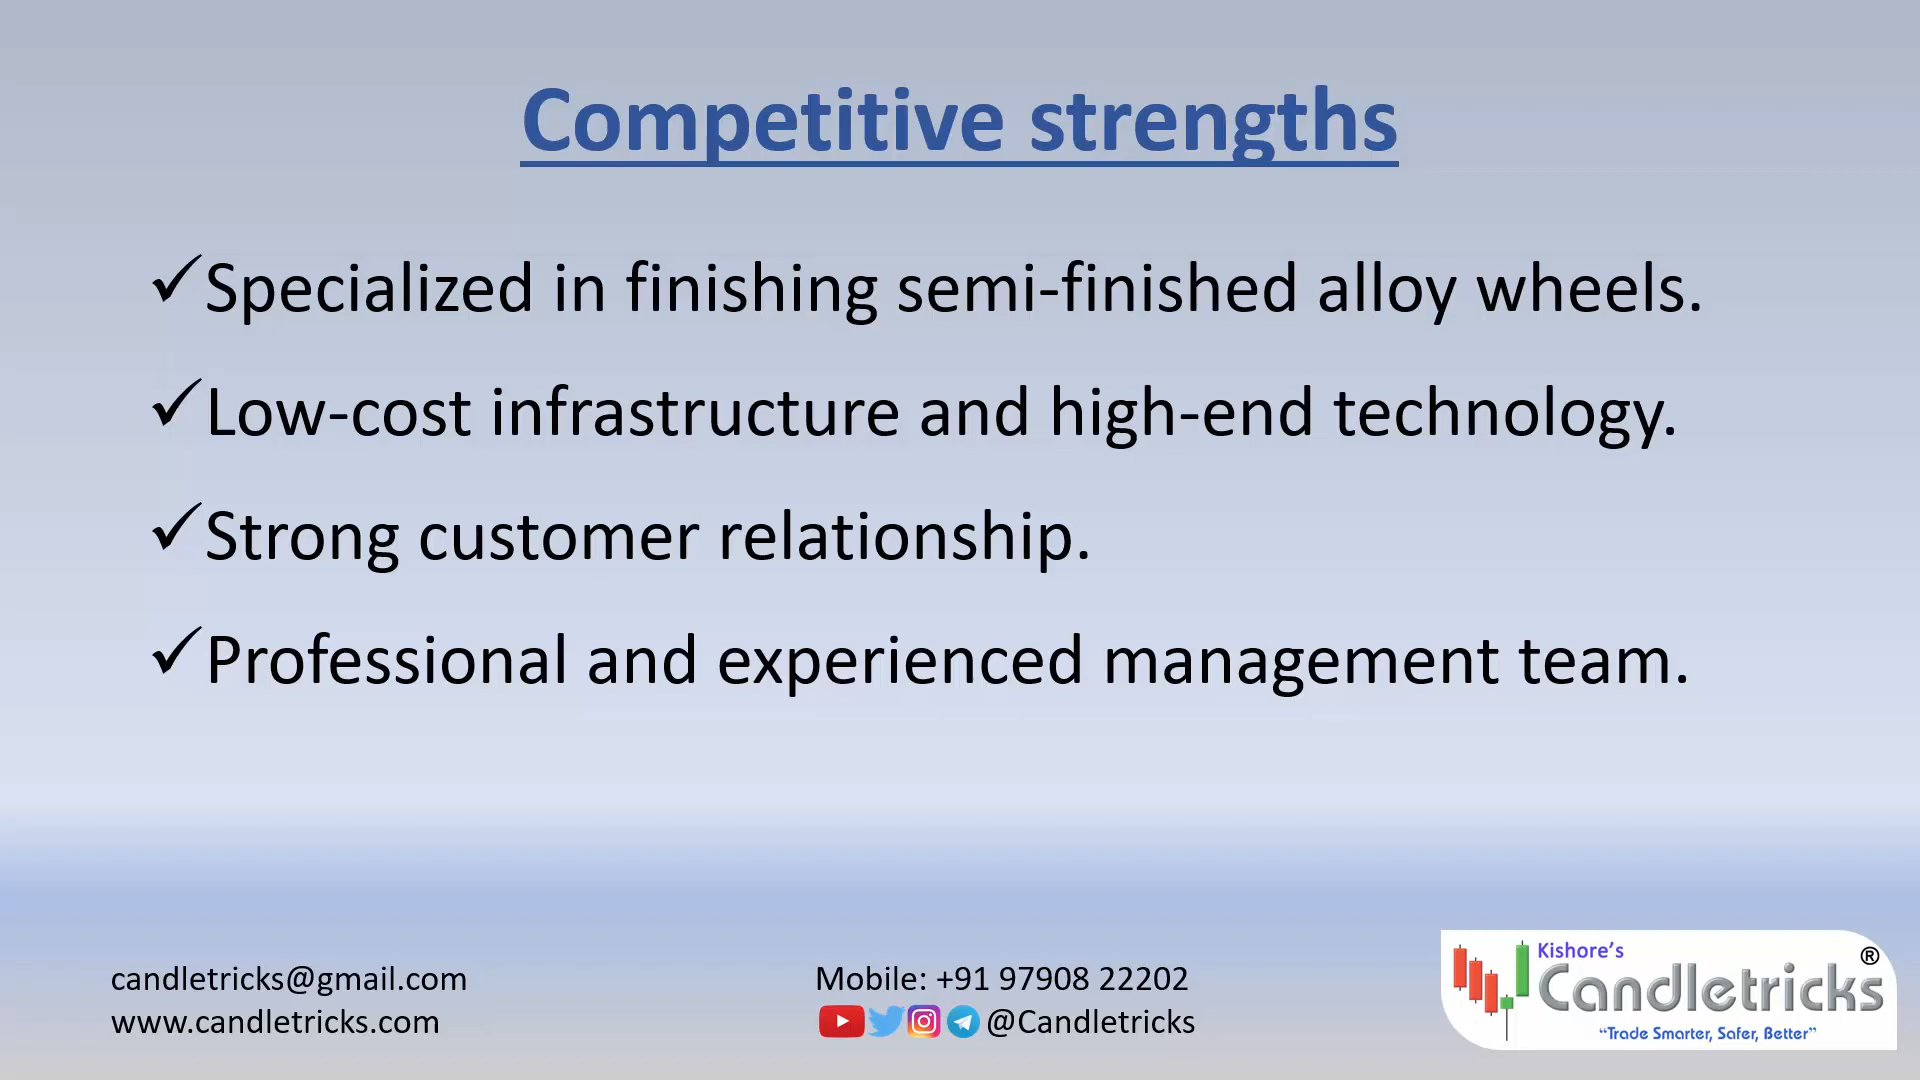 Competitive strengths
✓Specialized in finishing semi-finished alloy wheels.
✓Low-cost infrastructure and high-end technology.
✓Strong customer relationship.
✓Professional and experienced management team.
candletricks@gmail.com
www.candletricks.com
Mobile: +91 97908 22202
@Candletricks
Kishore's
Candletricks®
“Trade Smarter, Safer, Better”